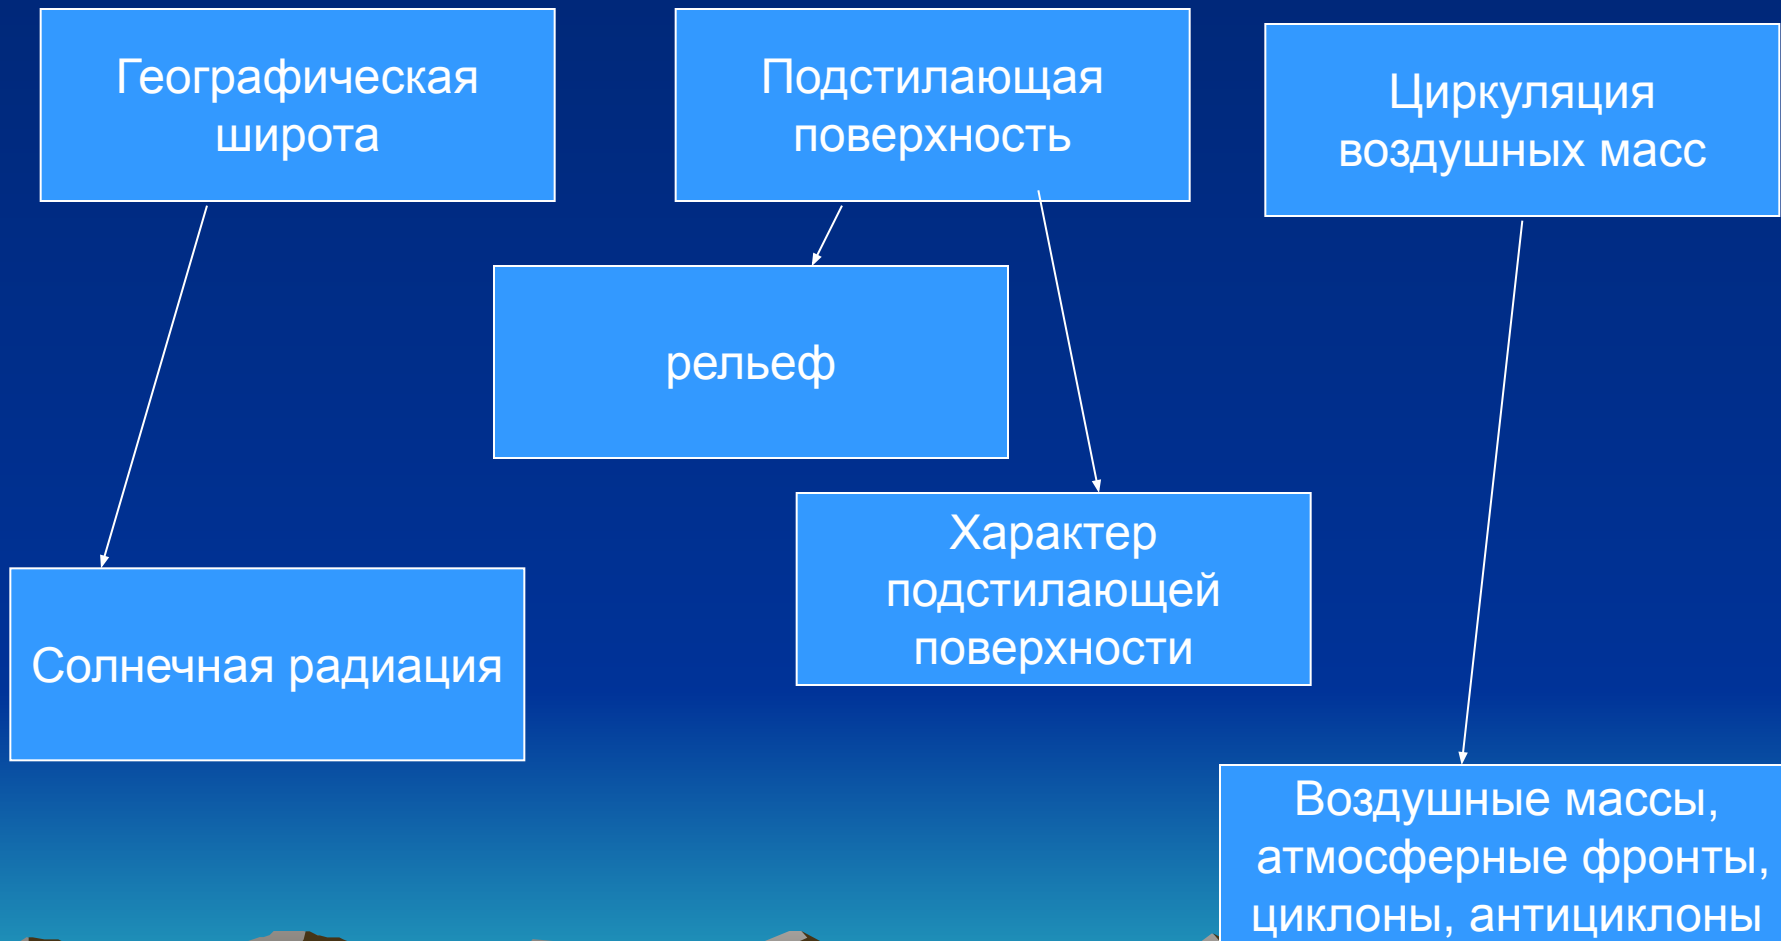 Географическая
широта
Подстилающая
поверхность
Циркуляция
воздушных масс
рельеф
Характер
подстилающей
поверхности
Солнечная радиация
Воздушные массы,
атмосферные фронты,
циклоны, антициклоны